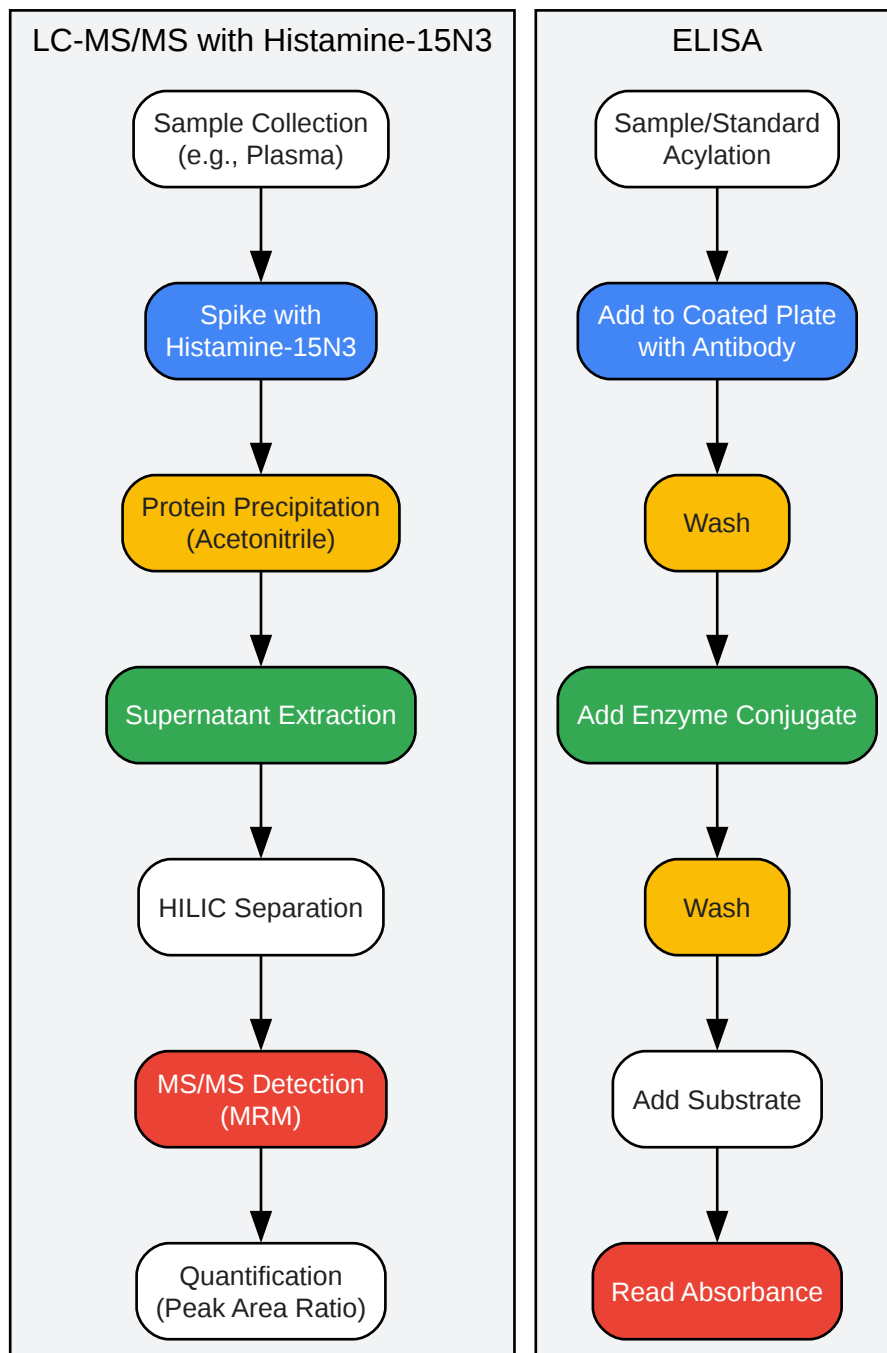 LC-MS/MS with Histamine-15N3
Sample Collection
(e.g., Plasma)
Spike with
Histamine-15N3
Protein Precipitation
(Acetonitrile)
Supernatant Extraction
HILIC Separation
MS/MS Detection
(MRM)
Quantification
(Peak Area Ratio)
ELISA
Sample/Standard
Acylation
Add to Coated Plate
with Antibody
Wash
Add Enzyme Conjugate
Wash
Add Substrate
Read Absorbance